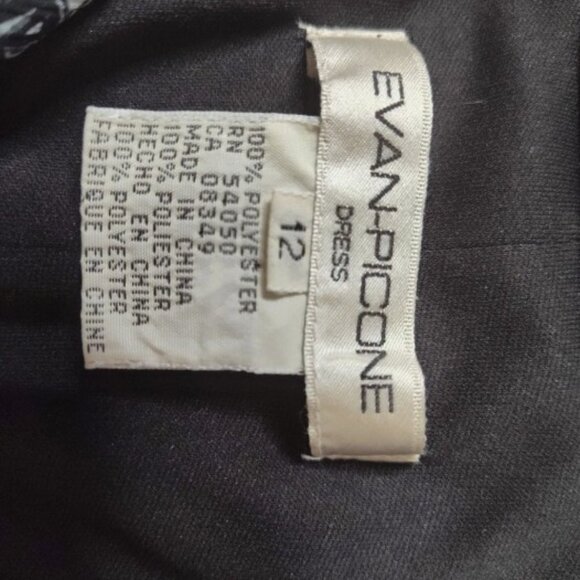 EVAN-PICONE
DRESS
12
100% POLYESTER
RN 54050
CA 08349
MADE IN CHINA
100% POLIESTER
HECHO EN CHINA
100% POLYESTER
FABRIQUE EN CHINE